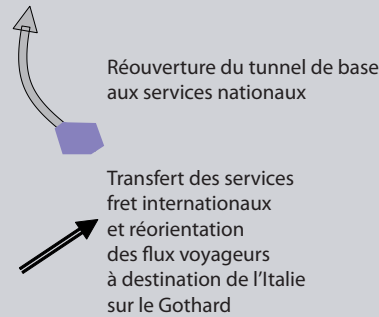 Réouverture du tunnel de base
aux services nationaux
Transfert des services
fret internationaux
et réorientation
des flux voyageurs
à destination de l’Italie
sur le Gothard